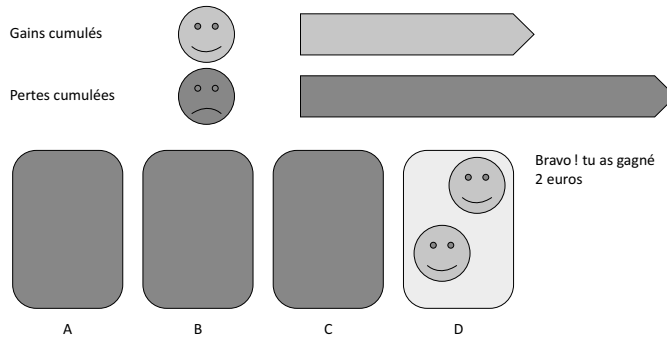 Gains cumulés
Pertes cumulées
Bravo ! tu as gagné
2 euros
A
B
C
D